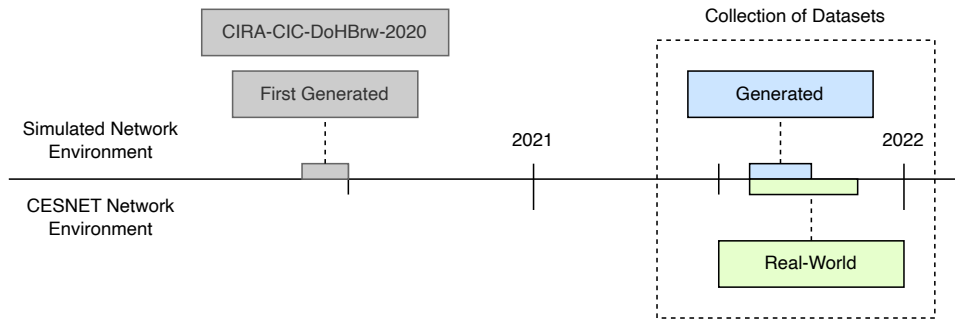 Collection of Datasets
CIRA-CIC-DoHBrw-2020
First Generated
Generated
Simulated Network
Environment
2021
2022
CESNET Network
Environment
Real-World